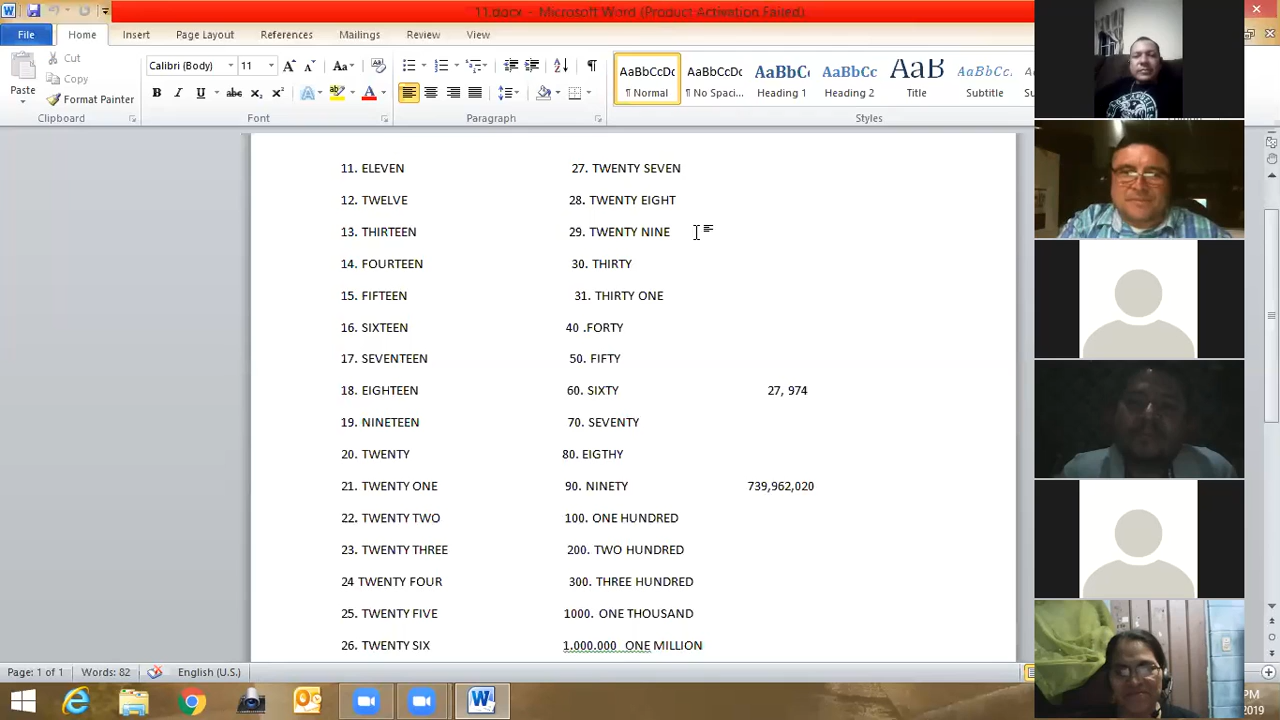 11.docx - Microsoft Word (Product Activation Failed)
File Home Insert Page Layout References Mailings Review View
Paste
Cut
Copy
Format Painter
Clipboard
Calibri (Body) 11
Font
Paragraph
AaBbCcDc AaBbCcDc AaBbCc AaBbCc AaB AaBbCcDc
¶ Normal ¶ No Spaci... Heading 1 Heading 2 Title Subtitle
Styles
11. ELEVEN 27. TWENTY SEVEN
12. TWELVE 28. TWENTY EIGHT
13. THIRTEEN 29. TWENTY NINE
14. FOURTEEN 30. THIRTY
15. FIFTEEN 31. THIRTY ONE
16. SIXTEEN 40 .FORTY
17. SEVENTEEN 50. FIFTY
18. EIGHTEEN 60. SIXTY 27, 974
19. NINETEEN 70. SEVENTY
20. TWENTY 80. EIGTHY
21. TWENTY ONE 90. NINETY 739,962,020
22. TWENTY TWO 100. ONE HUNDRED
23. TWENTY THREE 200. TWO HUNDRED
24 TWENTY FOUR 300. THREE HUNDRED
25. TWENTY FIVE 1000. ONE THOUSAND
26. TWENTY SIX 1.000.000 ONE MILLION
Page: 1 of 1 Words: 82 English (U.S.)
PM
2019